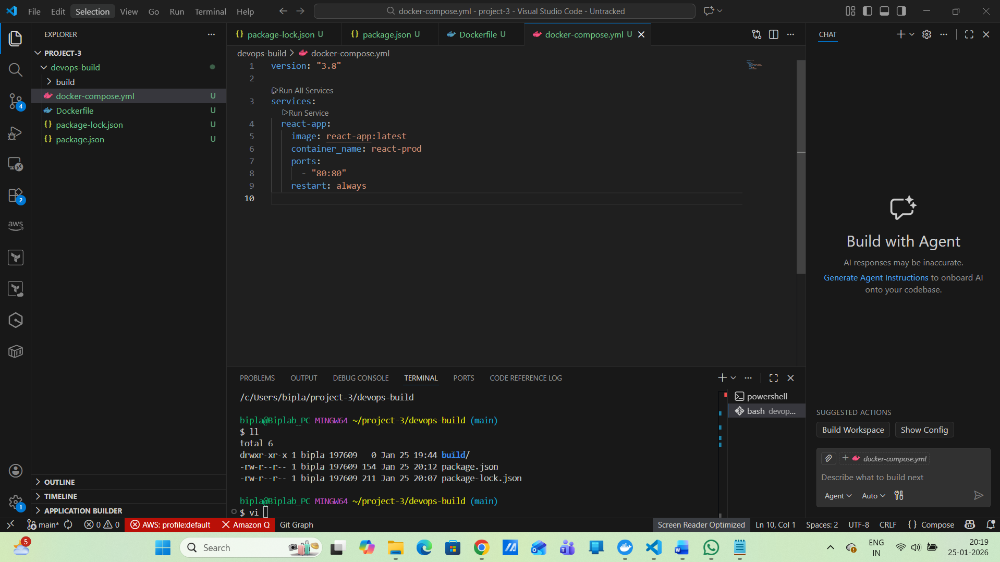 File Edit Selection View Go Run Terminal Help
docker-compose.yml - project-3 - Visual Studio Code - Untracked
EXPLORER
PROJECT-3
devops-build
build
docker-compose.yml U
Dockerfile U
package-lock.json U
package.json U
4
2
aws
1
OUTLINE
TIMELINE
APPLICATION BUILDER
package-lock.json U
package.json U
Dockerfile U
docker-compose.yml U
devops-build > docker-compose.yml
1 version: "3.8"
2
Run All Services
3 services:
Run Service
4 react-app:
5 image: react-app:latest
6 container_name: react-prod
7 ports:
8 - "80:80"
9 restart: always
10
PROBLEMS OUTPUT DEBUG CONSOLE TERMINAL PORTS CODE REFERENCE LOG
/c/Users/bipla/project-3/devops-build
bipla@Biplab_PC MINGW64 ~/project-3/devops-build (main)
$ ll
total 6
drwxr-xr-x 1 bipla 197609 0 Jan 25 19:44 build/
-rw-r--r-- 1 bipla 197609 154 Jan 25 20:12 package.json
-rw-r--r-- 1 bipla 197609 211 Jan 25 20:07 package-lock.json
bipla@Biplab_PC MINGW64 ~/project-3/devops-build (main)
$ vi
powershell
bash devop...
CHAT
Build with Agent
AI responses may be inaccurate.
Generate Agent Instructions to onboard AI
onto your codebase.
SUGGESTED ACTIONS
Build Workspace Show Config
docker-compose.yml
Describe what to build next
Agent Auto
main* 0 0 AWS: profile:default Amazon Q Git Graph
Screen Reader Optimized Ln 10, Col 1 Spaces: 2 UTF-8 CRLF { } Compose
5
Search
ENG
IN
20:19
25-01-2026